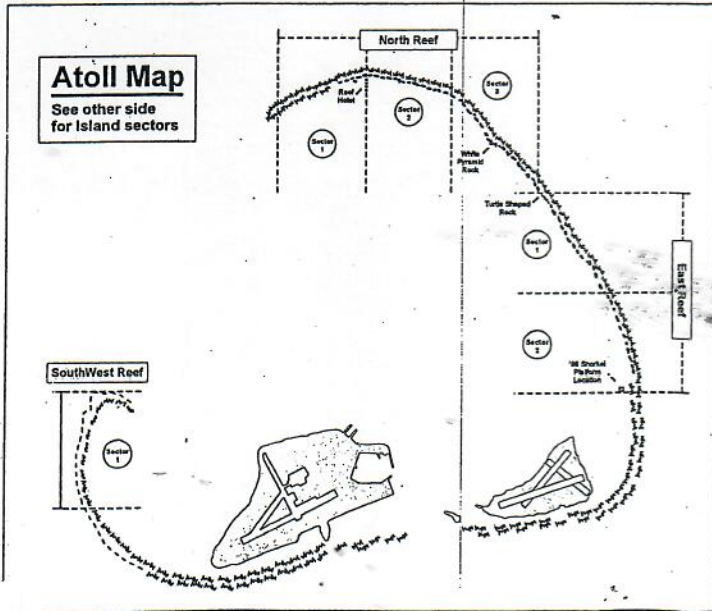 Atoll Map
See other side
for Island sectors
North Reef
Reef
Hotel
Sector
1
Sector
2
Sector
3
White
Pyramid
Rock
Turtle Shaped
Rock
Sector
1
East Reef
Sector
2
Snorkel
Platform
Location
SouthWest Reef
Sector
1